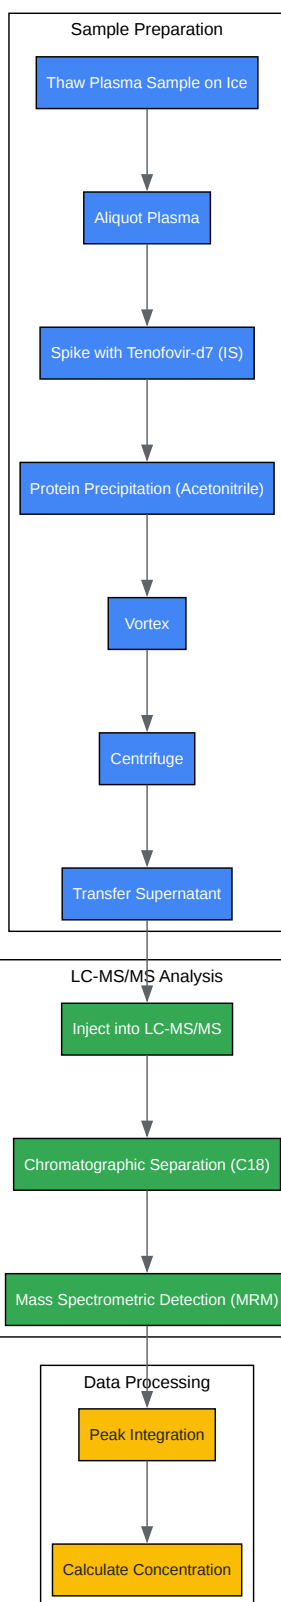 Sample Preparation
Thaw Plasma Sample on Ice
Aliquot Plasma
Spike with Tenofovir-d7 (IS)
Protein Precipitation (Acetonitrile)
Vortex
Centrifuge
Transfer Supernatant
LC-MS/MS Analysis
Inject into LC-MS/MS
Chromatographic Separation (C18)
Mass Spectrometric Detection (MRM)
Data Processing
Peak Integration
Calculate Concentration